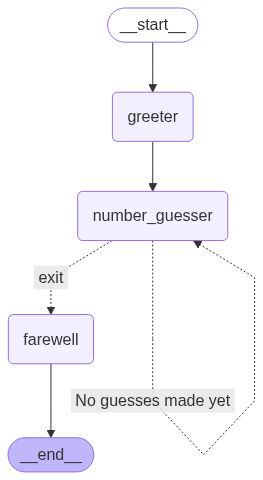 __start__
greeter
number_guesser
exit
farewell
No guesses made yet
__end__